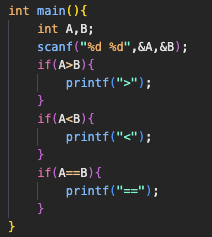 int main(){
    int A,B;
    scanf("%d %d",&A,&B);
    if(A>B){
        printf(">");
    }
    if(A<B){
        printf("<");
    }
    if(A==B){
        printf("==");
    }
}